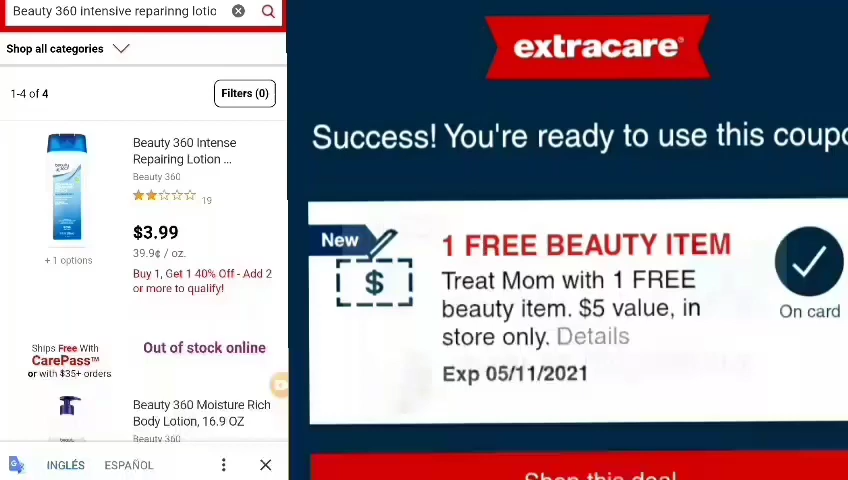 Beauty 360 intensive reparinng lotio
Shop all categories
1-4 of 4
Filters (0)
Beauty 360 Intense
Repairing Lotion ...
Beauty 360
19
$3.99
39.9¢ / oz.
+ 1 options
Buy 1, Get 1 40% Off - Add 2
or more to qualify!
Ships Free With
CarePass™
or with $35+ orders
Out of stock online
Beauty 360 Moisture Rich
Body Lotion, 16.9 OZ
Beauty 360
INGLÉS
ESPAÑOL
extracare®
Success! You're ready to use this coupo
New
1 FREE BEAUTY ITEM
Treat Mom with 1 FREE
beauty item. $5 value, in
store only. Details
Exp 05/11/2021
$
On card
Shop this deal